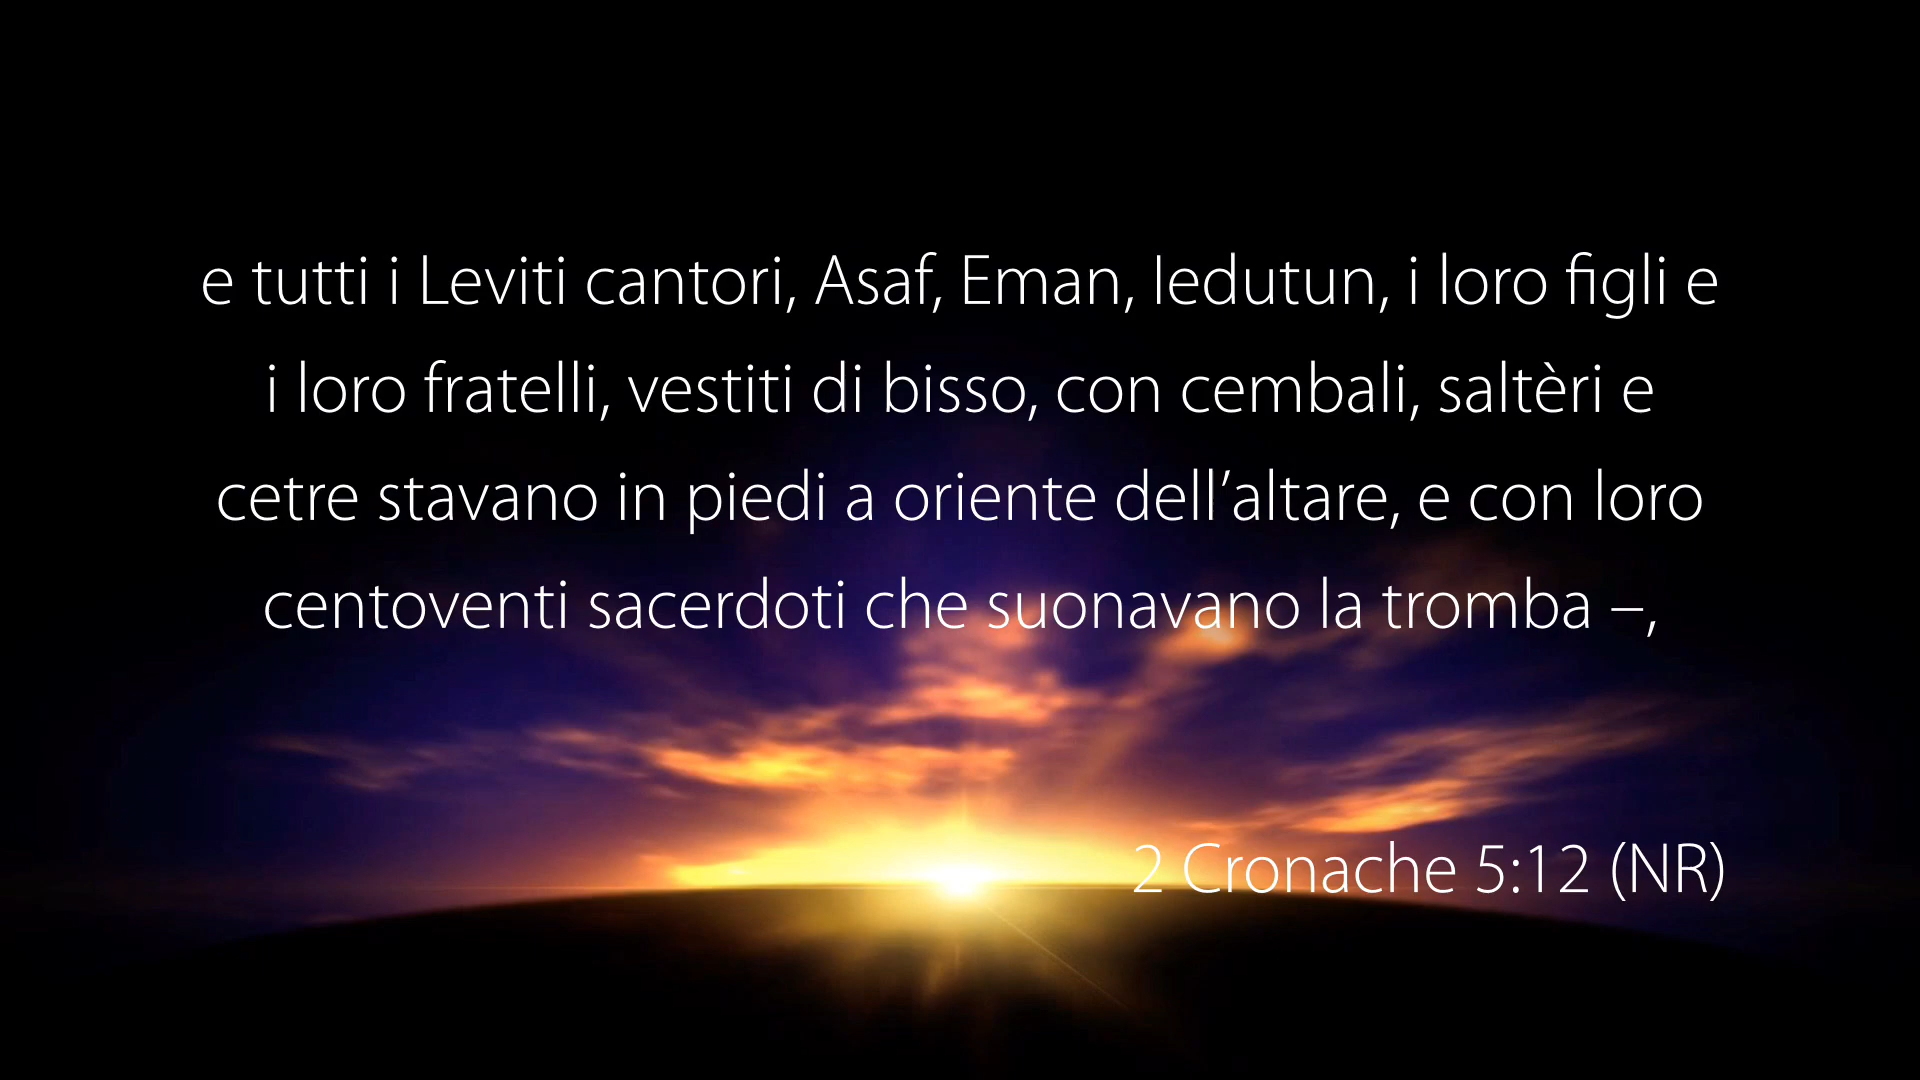 e tutti i Leviti cantori, Asaf, Eman, Iedutun, i loro figli e
i loro fratelli, vestiti di bisso, con cembali, saltèri e
cetre stavano in piedi a oriente dell’altare, e con loro
centoventi sacerdoti che suonavano la tromba –,
2 Cronache 5:12 (NR)